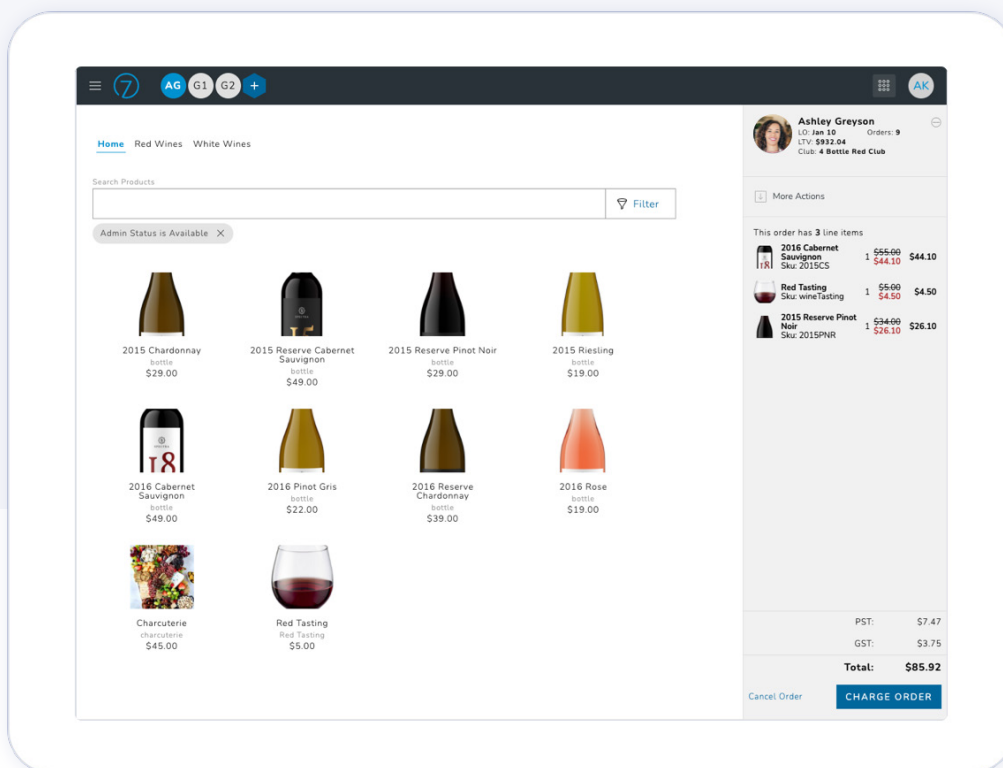 7
AG G1 G2 +
AK
Home Red Wines White Wines
Search Products
Filter
Admin Status is Available X
2015 Chardonnay
bottle
$29.00
2015 Reserve Cabernet
Sauvignon
bottle
$49.00
2015 Reserve Pinot Noir
bottle
$29.00
2015 Riesling
bottle
$19.00
18
2016 Cabernet
Sauvignon
bottle
$49.00
2016 Pinot Gris
bottle
$22.00
2016 Reserve
Chardonnay
bottle
$39.00
2016 Rose
bottle
$19.00
Charcuterie
charcuterie
$45.00
Red Tasting
Red Tasting
$5.00
Ashley Greyson
LO: Jan 10 Orders: 9
LTV: $932.04
Club: 4 Bottle Red Club
More Actions
This order has 3 line items
18
2016 Cabernet
Sauvignon
Sku: 2015CS
1 $55.00 $44.10 $44.10
Red Tasting
Sku: wineTasting
1 $5.00 $4.50 $4.50
2015 Reserve Pinot
Noir
Sku: 2015PNR
1 $34.00 $26.10 $26.10
PST: $7.47
GST: $3.75
Total: $85.92
Cancel Order
CHARGE ORDER